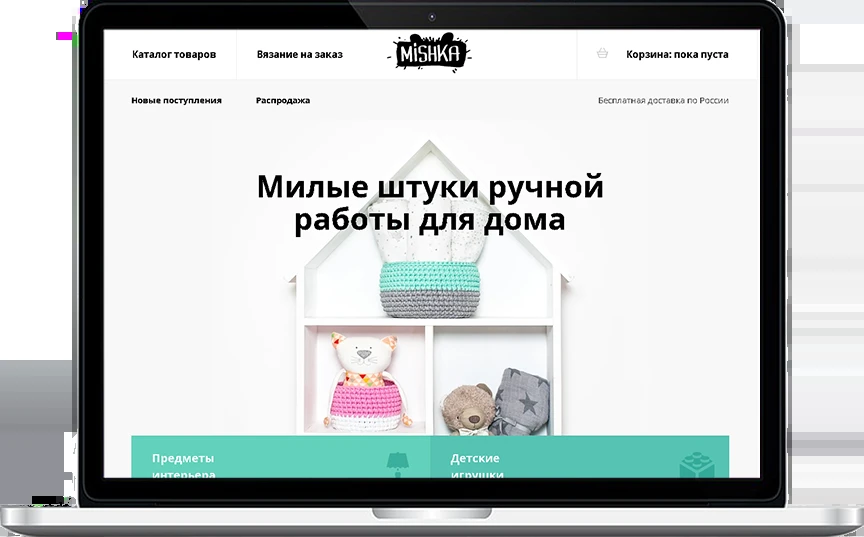 Каталог товаров
Вязание на заказ
MiSHKA
Корзина: пока пуста
Новые поступления
Распродажа
Бесплатная доставка по России
Милые штуки ручной
работы для дома
Предметы
интерьера
Детские
игрушки